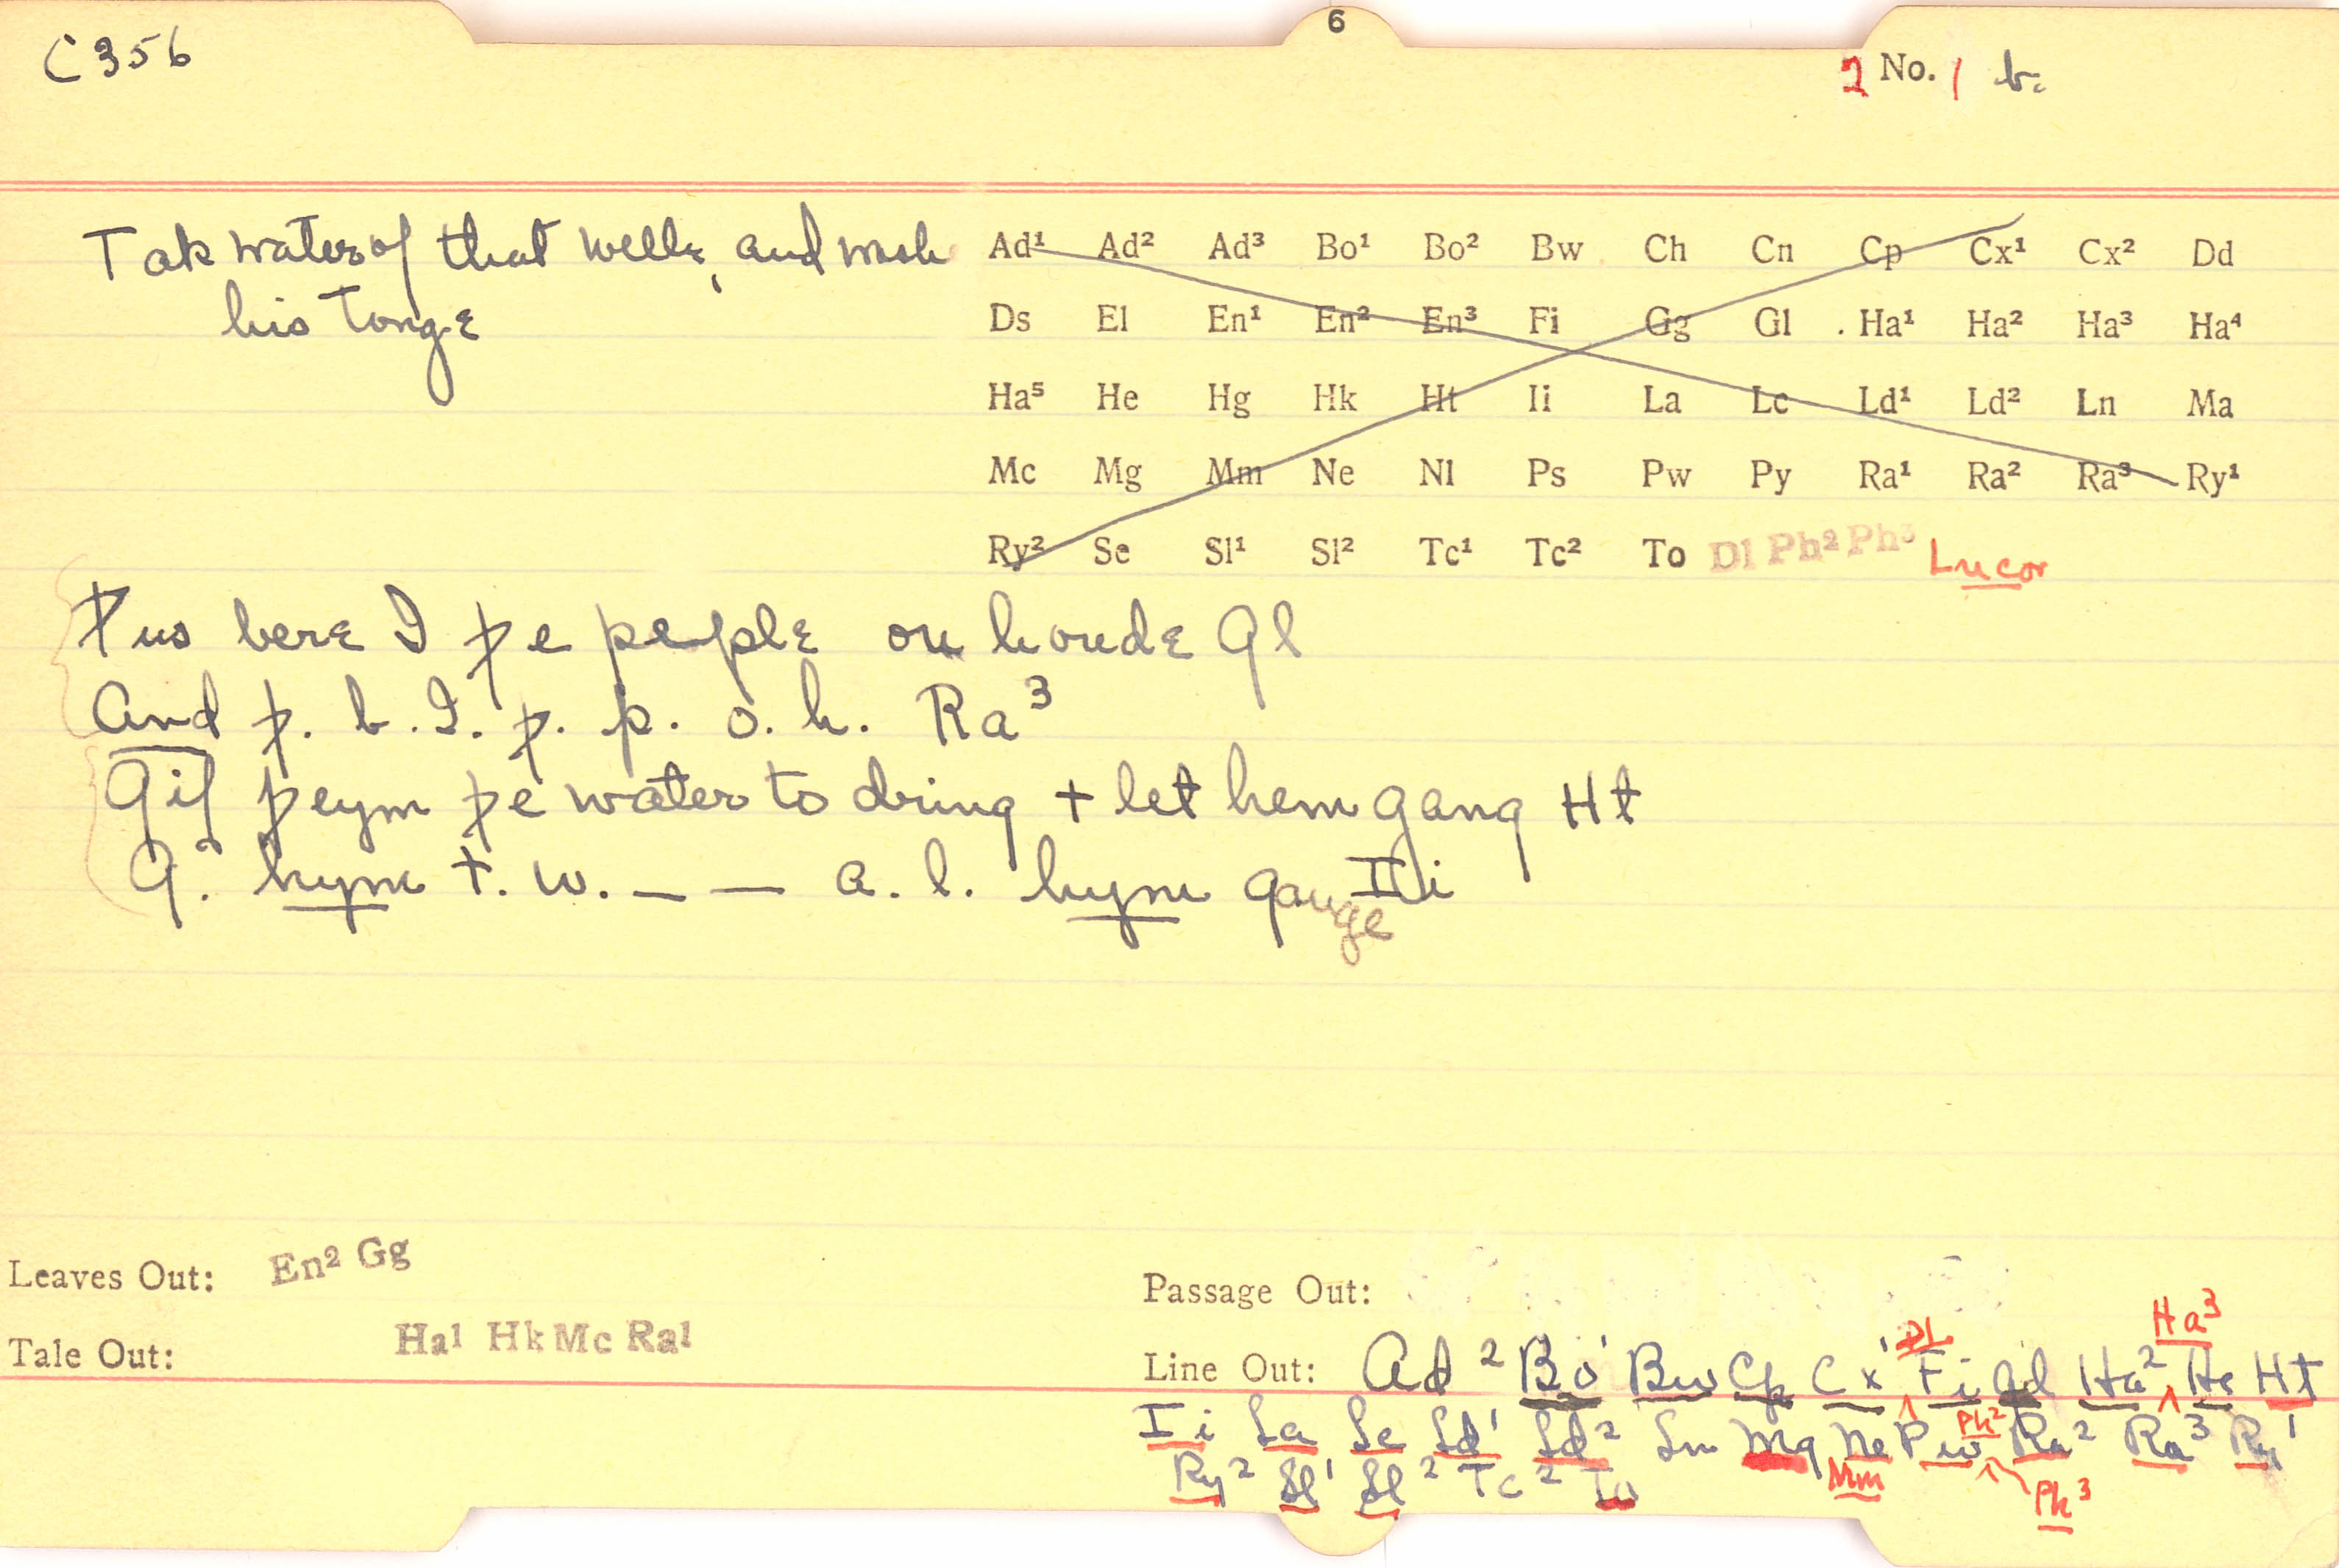 6
C 356
2 No. 1 b.
Tak water of that welle, and wash
his tonge
Ad¹ Ad² Ad³ Bo¹ Bo² Bw Ch Cn Cp Cx¹ Cx² Dd
Ds El En¹ En² En³ Fi Gg Gl Ha¹ Ha² Ha³ Ha⁴
Ha⁵ He Hg Hk Ht Ii La Lc Ld¹ Ld² Ln Ma
Mc Mg Mm Ne Nl Ps Pw Py Ra¹ Ra² Ra³ Ry¹
Ry² Se Sl¹ Sl² Tc¹ Tc² To Dl Ph² Ph³ Lucor
Þus bere I þe peple on honde Gl
And þ. b. I. þ. p. o. h. Ra³
Gif þeym þe water to dring + let hem gang Ht
G. hym t. w. _ _ a. l. hym gange Ii
Leaves Out: En² Gg
Tale Out: Ha¹ Hk Mc Ra¹
Passage Out:
Line Out: Ad² Bo¹ Bw Cp Cx¹ Dl Fi Gl Ha² Ha³ He Ht
Ii La Lc Ld¹ Ld² Ln Mg Mm Ne Ph² Pw Ph³ Ra² Ra³ Ry¹
Ry² Sl¹ Sl² Tc² To